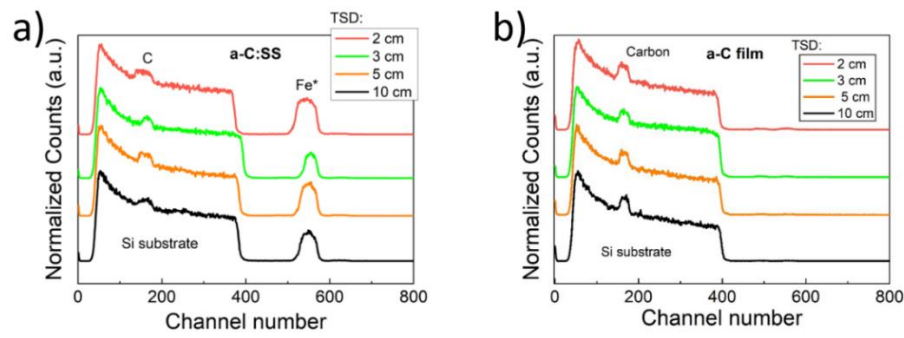 a)
TSD:
2 cm
3 cm
5 cm
10 cm
a-C:SS
C
Fe*
Si substrate
Normalized Counts (a.u.)
0 200 400 600 800
Channel number
b)
TSD:
2 cm
3 cm
5 cm
10 cm
a-C film
Carbon
Si substrate
Normalized Counts (a.u.)
0 200 400 600 800
Channel number